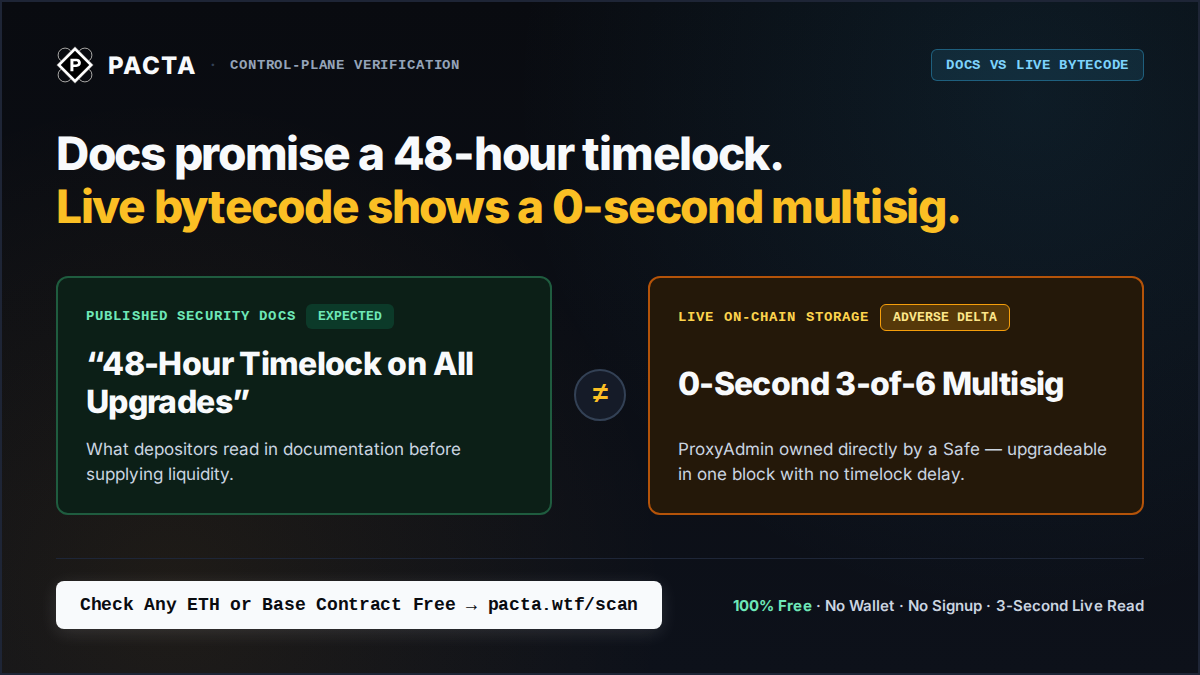 P PACTA · CONTROL-PLANE VERIFICATION
DOCS VS LIVE BYTECODE
Docs promise a 48-hour timelock.
Live bytecode shows a 0-second multisig.
PUBLISHED SECURITY DOCS EXPECTED
“48-Hour Timelock on All
Upgrades”
What depositors read in documentation before
supplying liquidity.
≠
LIVE ON-CHAIN STORAGE ADVERSE DELTA
0-Second 3-of-6 Multisig
ProxyAdmin owned directly by a Safe — upgradeable
in one block with no timelock delay.
Check Any ETH or Base Contract Free → pacta.wtf/scan
100% Free · No Wallet · No Signup · 3-Second Live Read